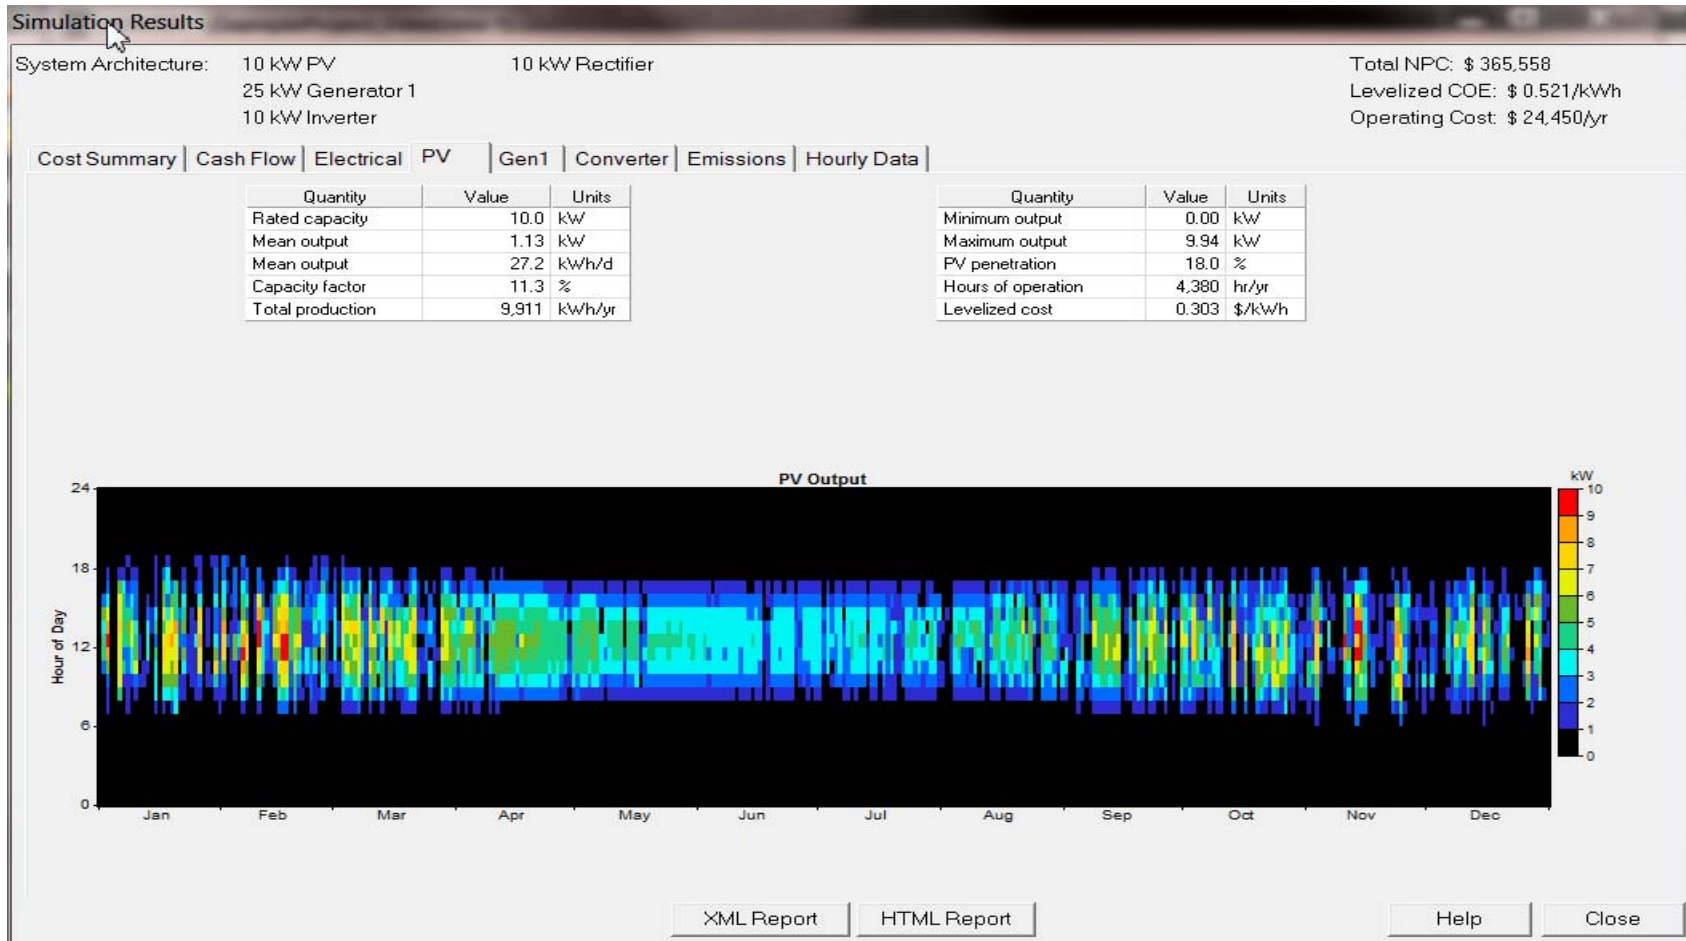 Simulation Results
System Architecture: 10 kW PV 10 kW Rectifier
25 kW Generator 1
10 kW Inverter
Total NPC: $ 365,558
Levelized COE: $ 0.521/kWh
Operating Cost: $ 24,450/yr
Cost Summary Cash Flow Electrical PV Gen1 Converter Emissions Hourly Data
Quantity Value Units
Rated capacity 10.0 kW
Mean output 1.13 kW
Mean output 27.2 kWh/d
Capacity factor 11.3 %
Total production 9,911 kWh/yr
Quantity Value Units
Minimum output 0.00 kW
Maximum output 9.94 kW
PV penetration 18.0 %
Hours of operation 4,380 hr/yr
Levelized cost 0.303 $/kWh
PV Output
24
18
12
6
0
Hour of Day
Jan Feb Mar Apr May Jun Jul Aug Sep Oct Nov Dec
kW
10
9
8
7
6
5
4
3
2
1
0
XML Report HTML Report Help Close